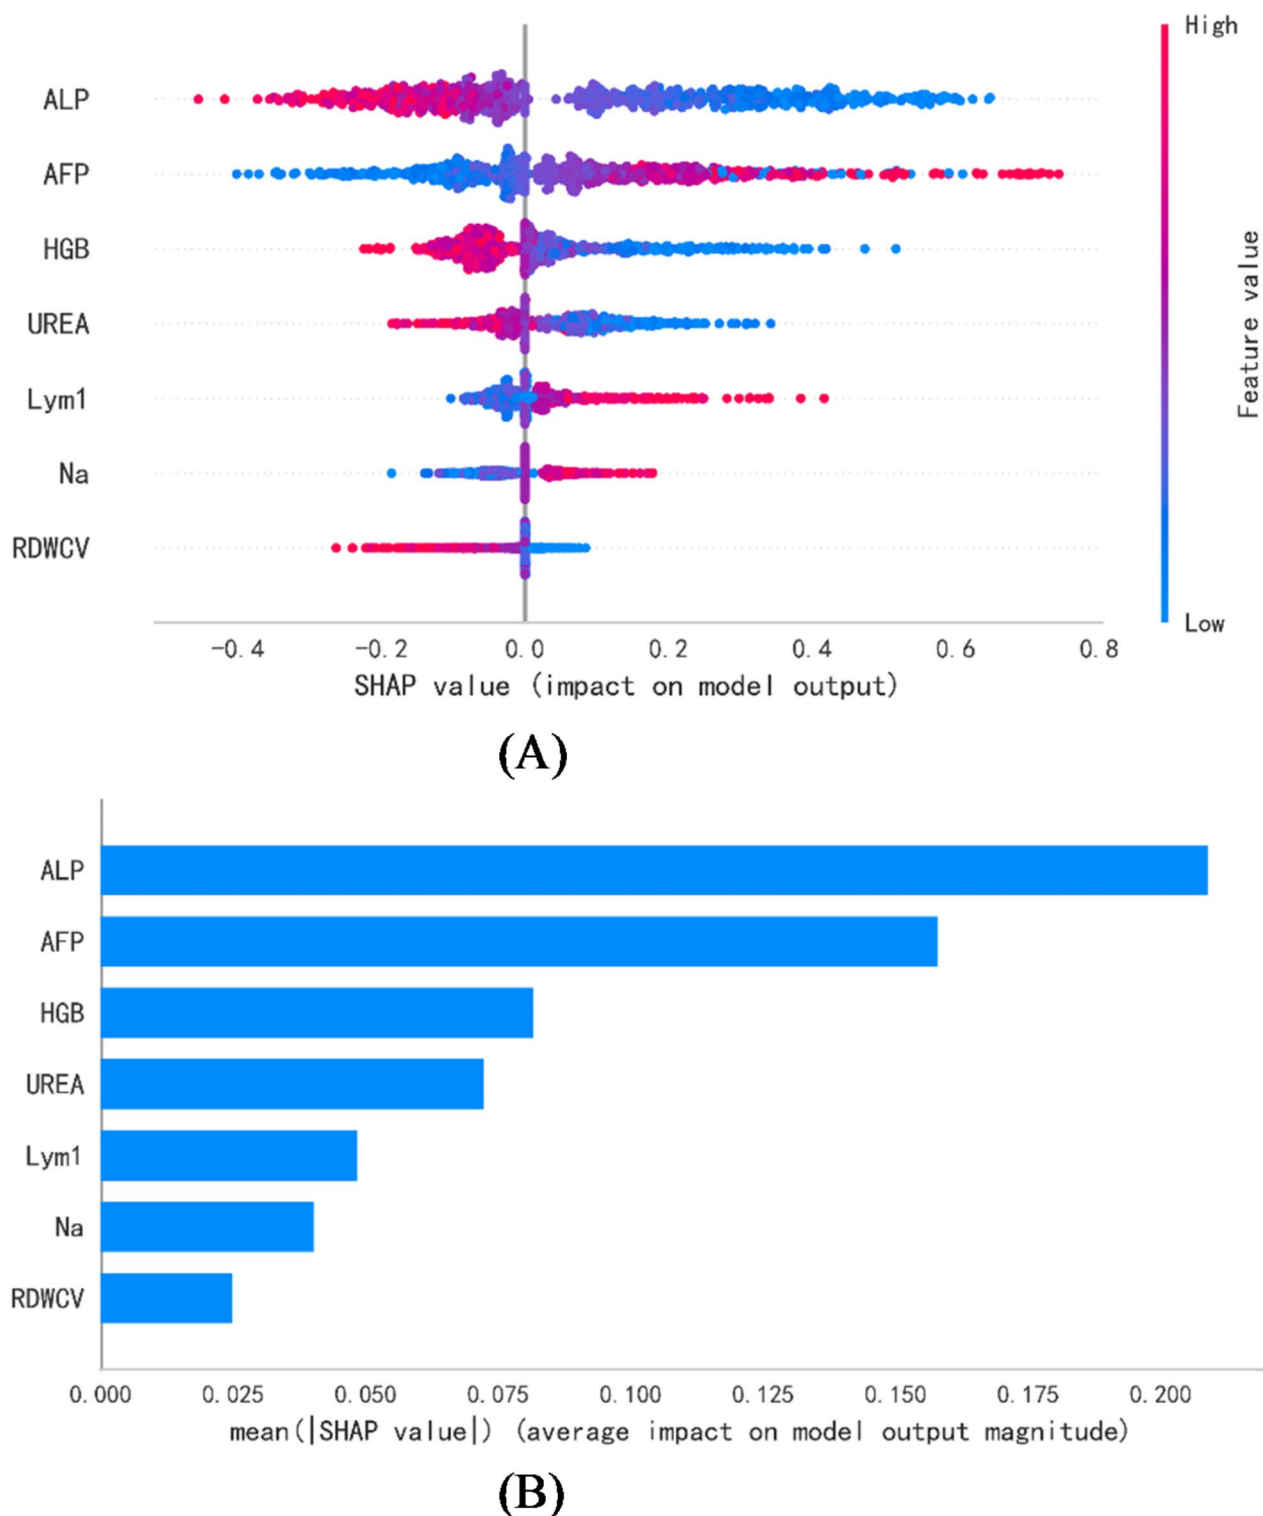 High
ALP
AFP
HGB
UREA
Lym1
Na
RDWCV
Feature value
Low
-0.4 -0.2 0.0 0.2 0.4 0.6 0.8
SHAP value (impact on model output)
(A)
ALP
AFP
HGB
UREA
Lym1
Na
RDWCV
0.000 0.025 0.050 0.075 0.100 0.125 0.150 0.175 0.200
mean(|SHAP value|) (average impact on model output magnitude)
(B)